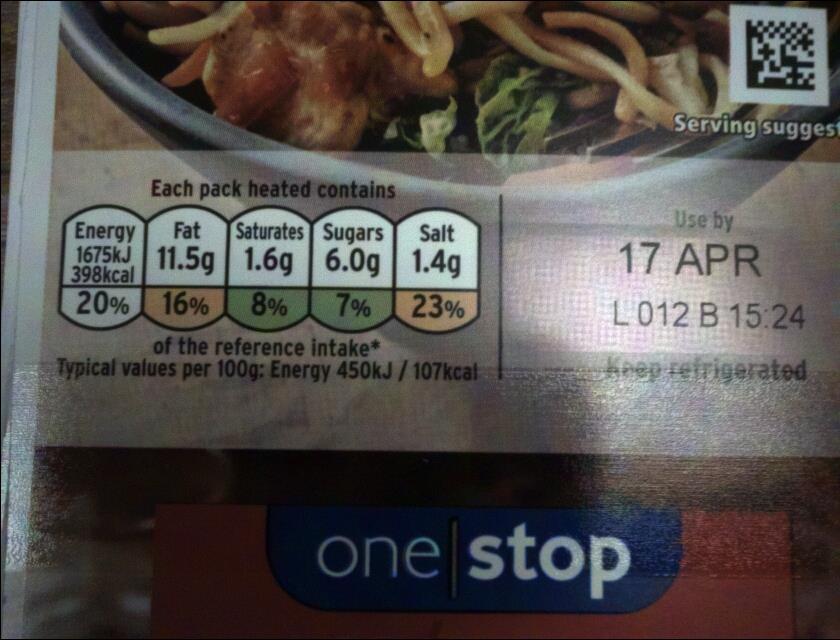 Serving suggest
Each pack heated contains
Energy 1675kJ 398kcal 20%
Fat 11.5g 16%
Saturates 1.6g 8%
Sugars 6.0g 7%
Salt 1.4g 23%
of the reference intake*
Typical values per 100g: Energy 450kJ / 107kcal
Use by
17 APR
L 012 B 15:24
Keep refrigerated
one stop